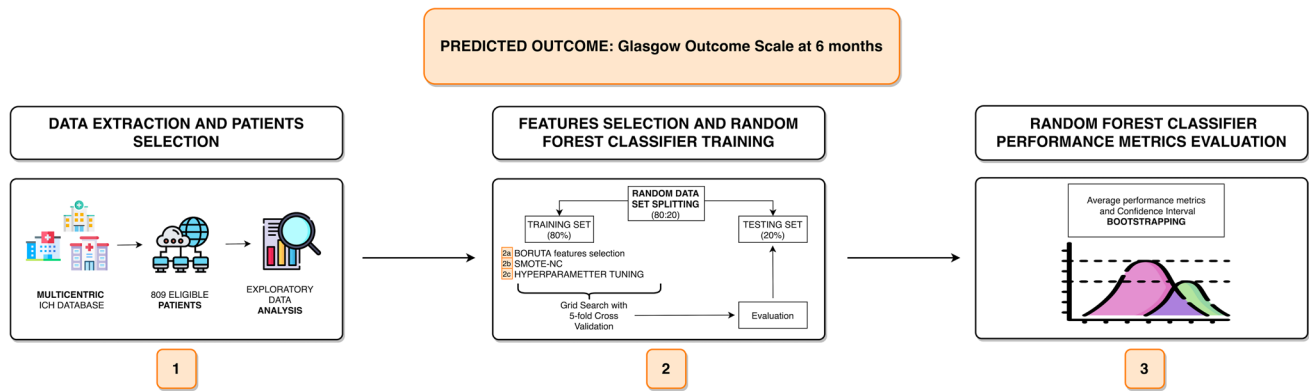 PREDICTED OUTCOME: Glasgow Outcome Scale at 6 months
DATA EXTRACTION AND PATIENTS
SELECTION
MULTICENTRIC
ICH DATABASE
809 ELIGIBLE
PATIENTS
EXPLORATORY
DATA
ANALYSIS
1
FEATURES SELECTION AND RANDOM
FOREST CLASSIFIER TRAINING
RANDOM DATA
SET SPLITTING
(80:20)
TRAINING SET
(80%)
TESTING SET
(20%)
2a BORUTA features selection
2b SMOTE-NC
2c HYPERPARAMETTER TUNING
Grid Search with
5-fold Cross
Validation
Evaluation
2
RANDOM FOREST CLASSIFIER
PERFORMANCE METRICS EVALUATION
Average performance metrics
and Confidence Interval
BOOTSTRAPPING
3